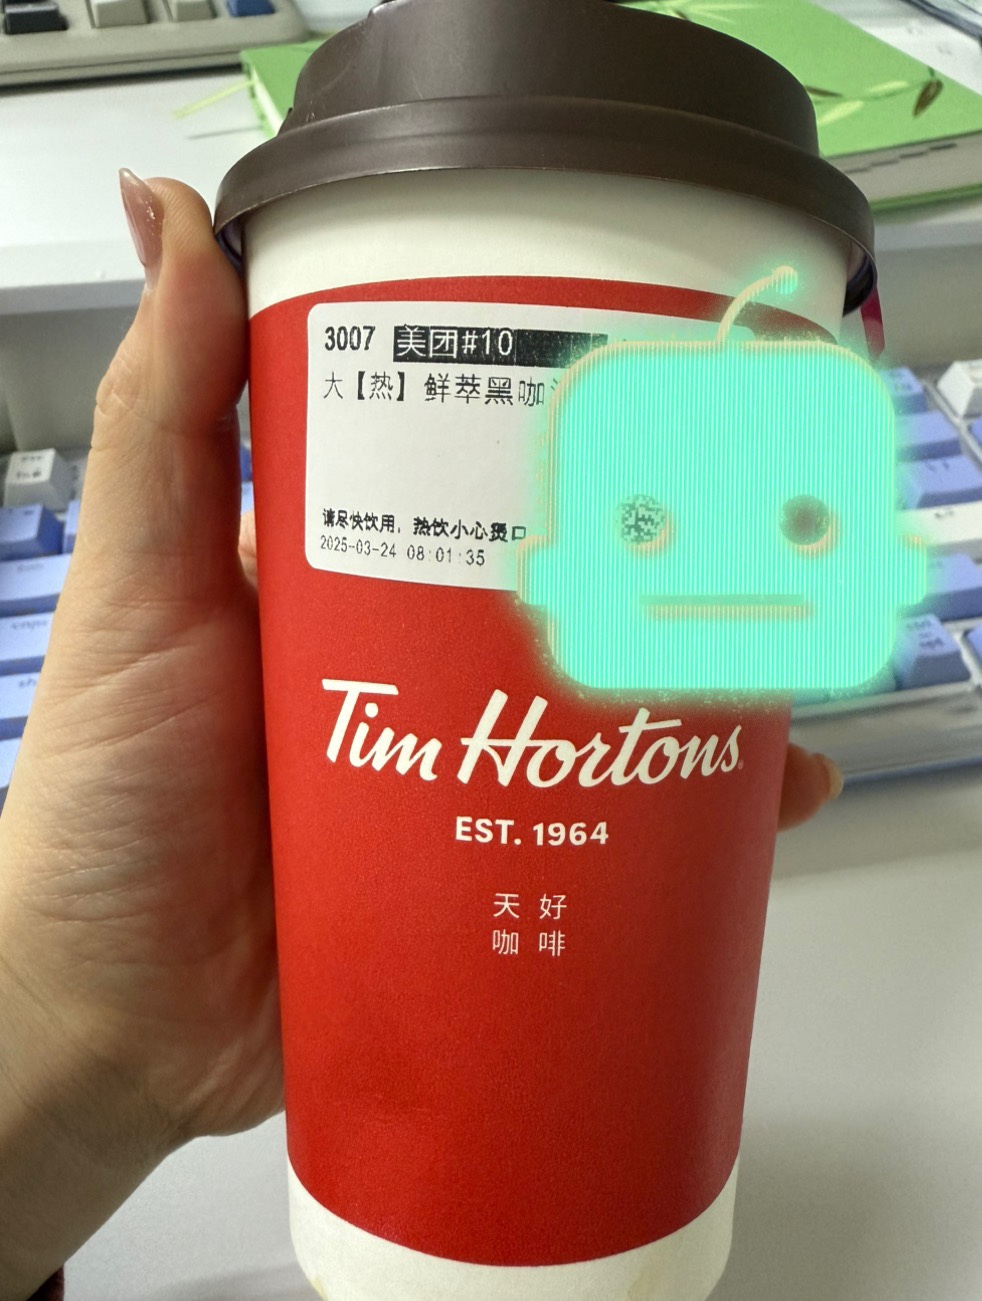 3007 美团#10
大【热】鲜萃黑咖
请尽快饮用，热饮小心烫口
2025-03-24 08:01:35
Tim Hortons
EST. 1964
天 好
咖 啡